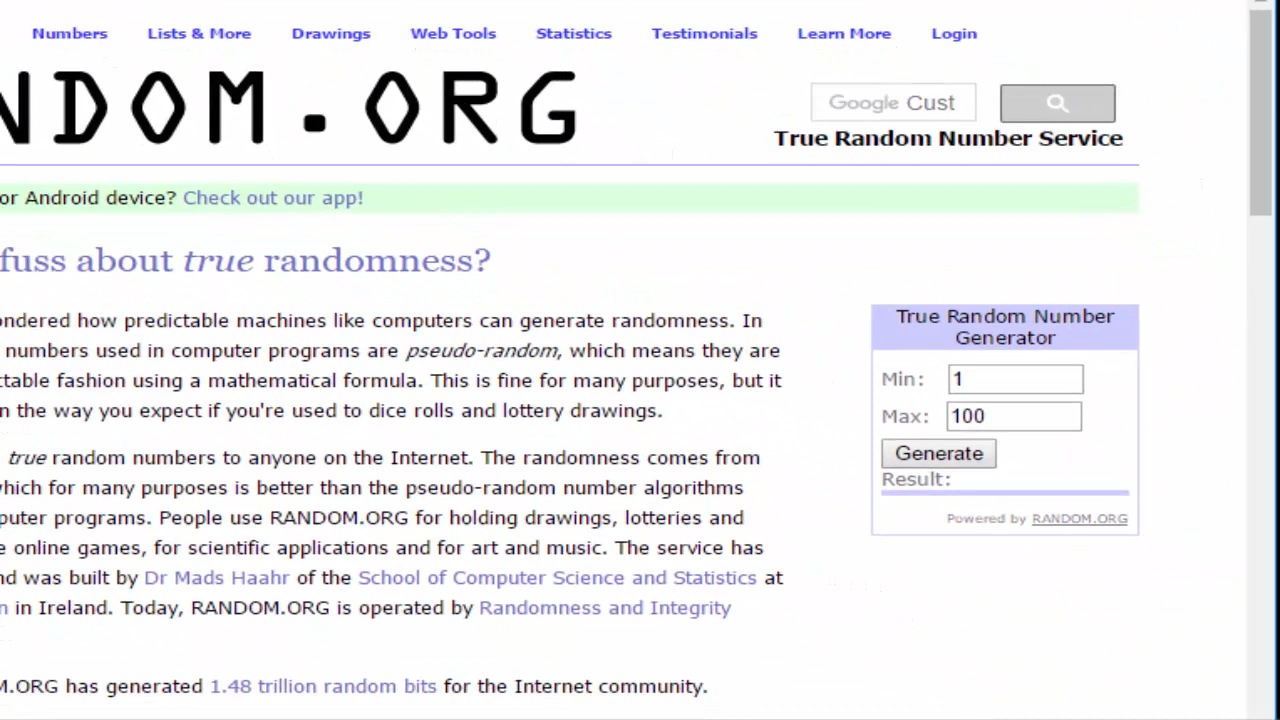 Numbers Lists & More Drawings Web Tools Statistics Testimonials Learn More Login
NDOM.ORG
Google Cust
True Random Number Service
or Android device? Check out our app!
fuss about true randomness?
ondered how predictable machines like computers can generate randomness. In
numbers used in computer programs are pseudo-random, which means they are
ctable fashion using a mathematical formula. This is fine for many purposes, but it
n the way you expect if you're used to dice rolls and lottery drawings.
true random numbers to anyone on the Internet. The randomness comes from
which for many purposes is better than the pseudo-random number algorithms
puter programs. People use RANDOM.ORG for holding drawings, lotteries and
e online games, for scientific applications and for art and music. The service has
nd was built by Dr Mads Haahr of the School of Computer Science and Statistics at
n in Ireland. Today, RANDOM.ORG is operated by Randomness and Integrity
M.ORG has generated 1.48 trillion random bits for the Internet community.
True Random Number
Generator
Min: 1
Max: 100
Generate
Result:
Powered by RANDOM.ORG